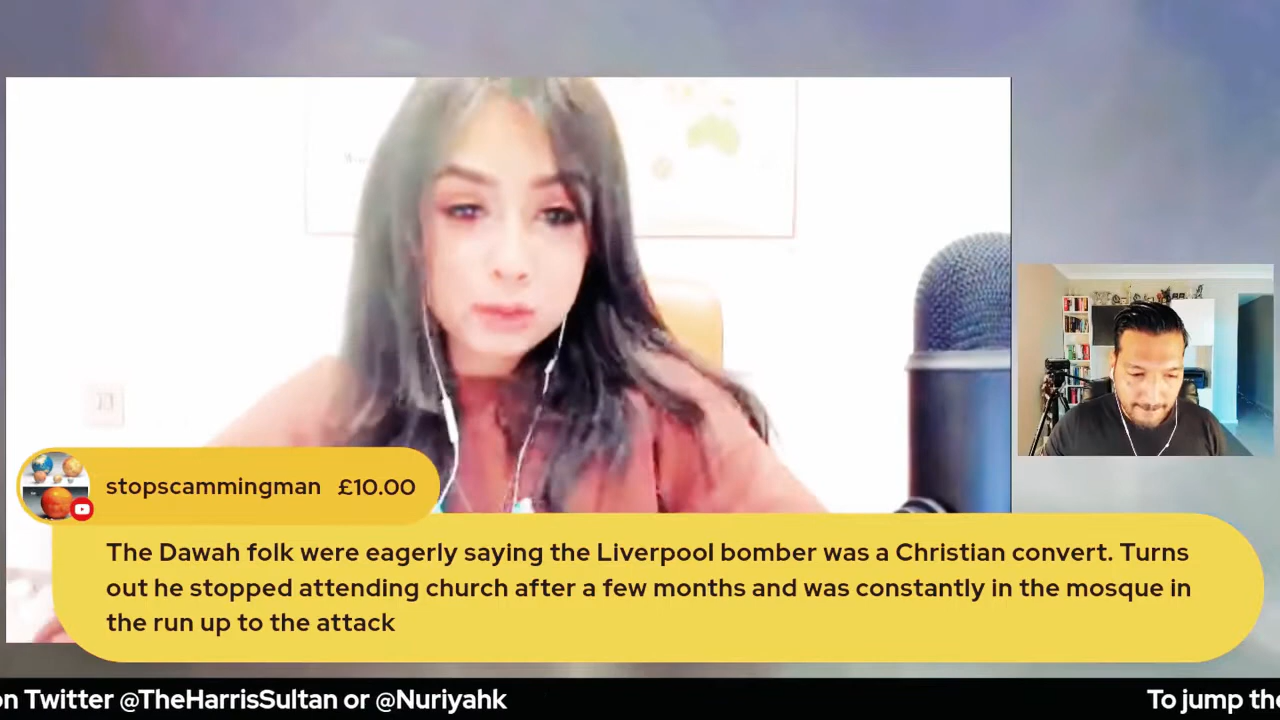 stopscammingman £10.00
The Dawah folk were eagerly saying the Liverpool bomber was a Christian convert. Turns
out he stopped attending church after a few months and was constantly in the mosque in
the run up to the attack
on Twitter @TheHarrisSultan or @Nuriyahk
To jump the